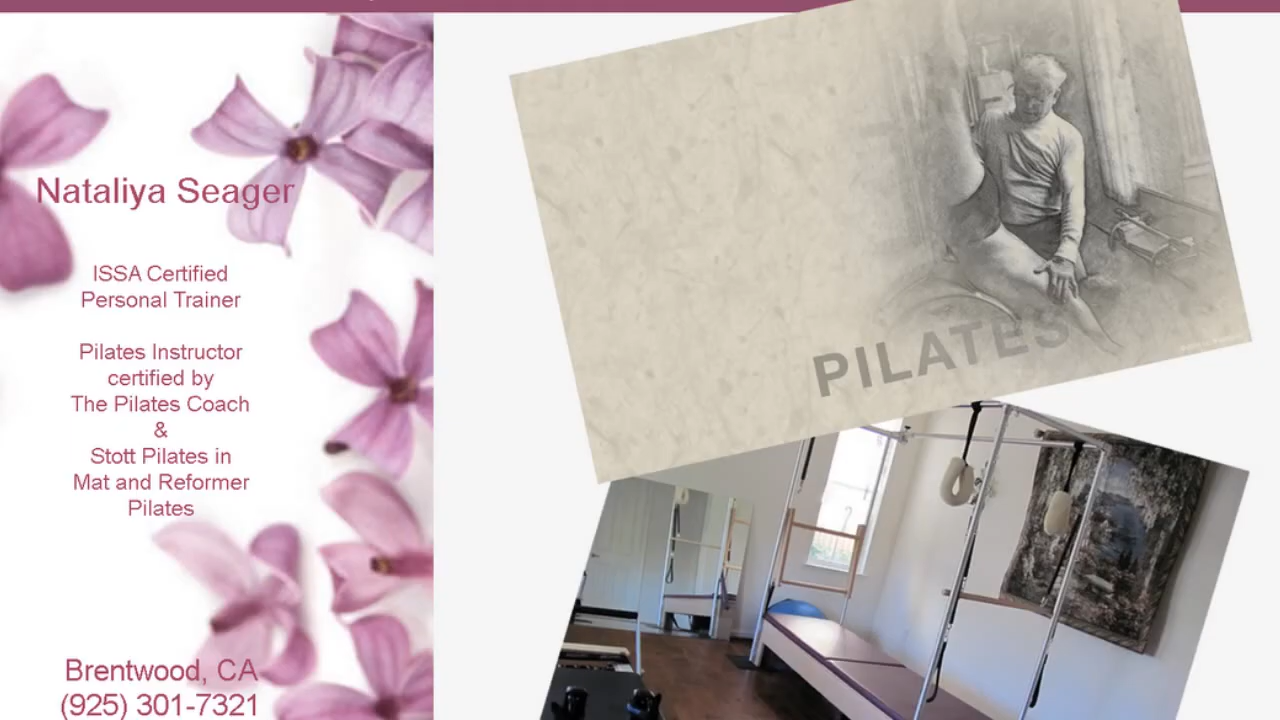 Nataliya Seager
ISSA Certified
Personal Trainer
Pilates Instructor
certified by
The Pilates Coach
&
Stott Pilates in
Mat and Reformer
Pilates
Brentwood, CA
(925) 301-7321
PILATES